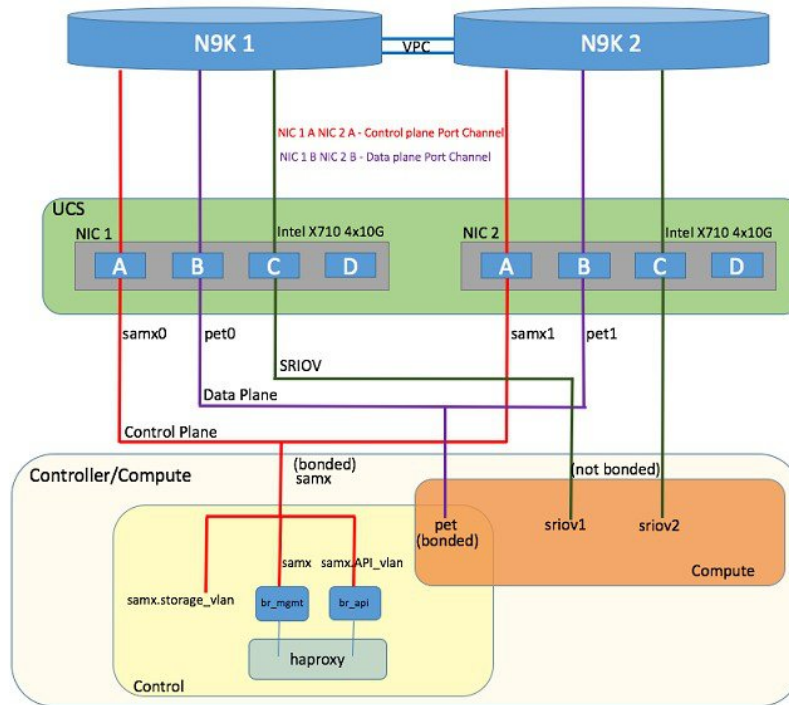 N9K 1
VPC
N9K 2
NIC 1 A NIC 2 A - Control plane Port Channel
NIC 1 B NIC 2 B - Data plane Port Channel
UCS
NIC 1
Intel X710 4x10G
NIC 2
Intel X710 4x10G
A
B
C
D
A
B
C
D
samx0
pet0
samx1
pet1
SRIOV
Data Plane
Control Plane
Controller/Compute
(bonded)
samx
(not bonded)
pet
(bonded)
sriov1
sriov2
Compute
samx
samx.API_vlan
samx.storage_vlan
br_mgmt
br_api
haproxy
Control